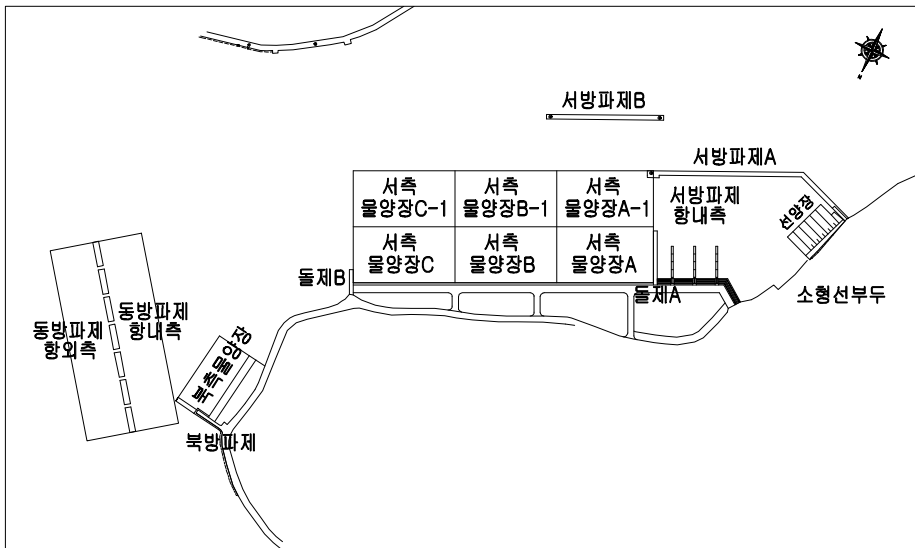 서방파제B
서방파제A
서측
물양장C-1
서측
물양장B-1
서측
물양장A-1
서방파제
항내측
선양장
서측
물양장C
서측
물양장B
서측
물양장A
돌제B
돌제A
소형선부두
동방파제
항외측
동방파제
항내측
북측물양장
북방파제